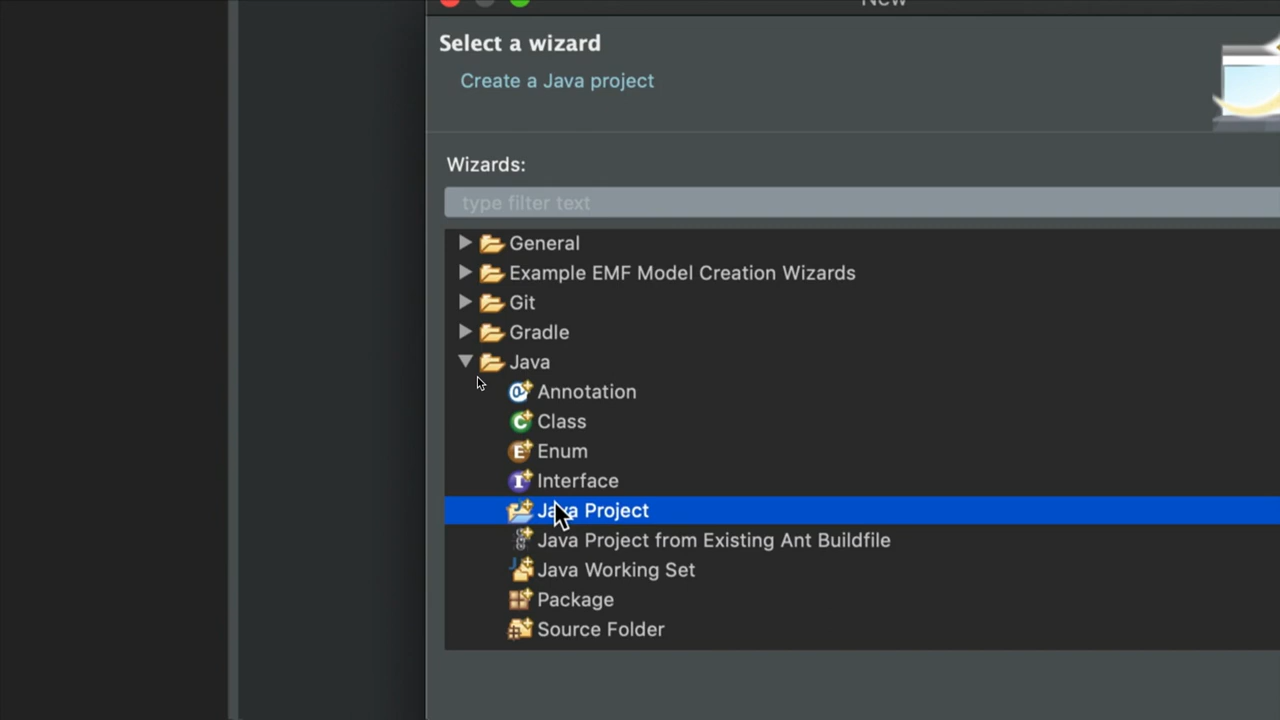 New
Select a wizard
Create a Java project
Wizards:
type filter text
General
Example EMF Model Creation Wizards
Git
Gradle
Java
Annotation
Class
Enum
Interface
Java Project
Java Project from Existing Ant Buildfile
Java Working Set
Package
Source Folder